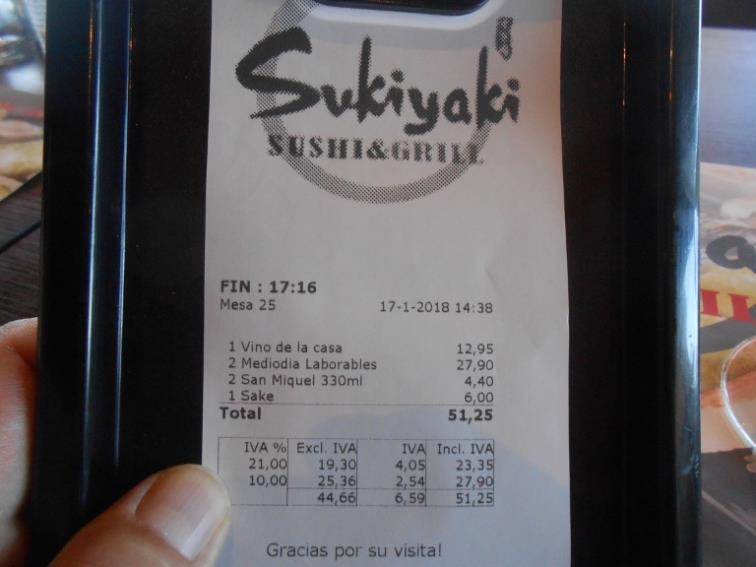 Sukiyaki
SUSHI&GRILL
FIN : 17:16
Mesa 25 17-1-2018 14:38
1 Vino de la casa 12,95
2 Mediodia Laborables 27,90
2 San Miquel 330ml 4,40
1 Sake 6,00
Total 51,25
IVA % Excl. IVA IVA Incl. IVA
21,00 19,30 4,05 23,35
10,00 25,36 2,54 27,90
44,66 6,59 51,25
Gracias por su visita!